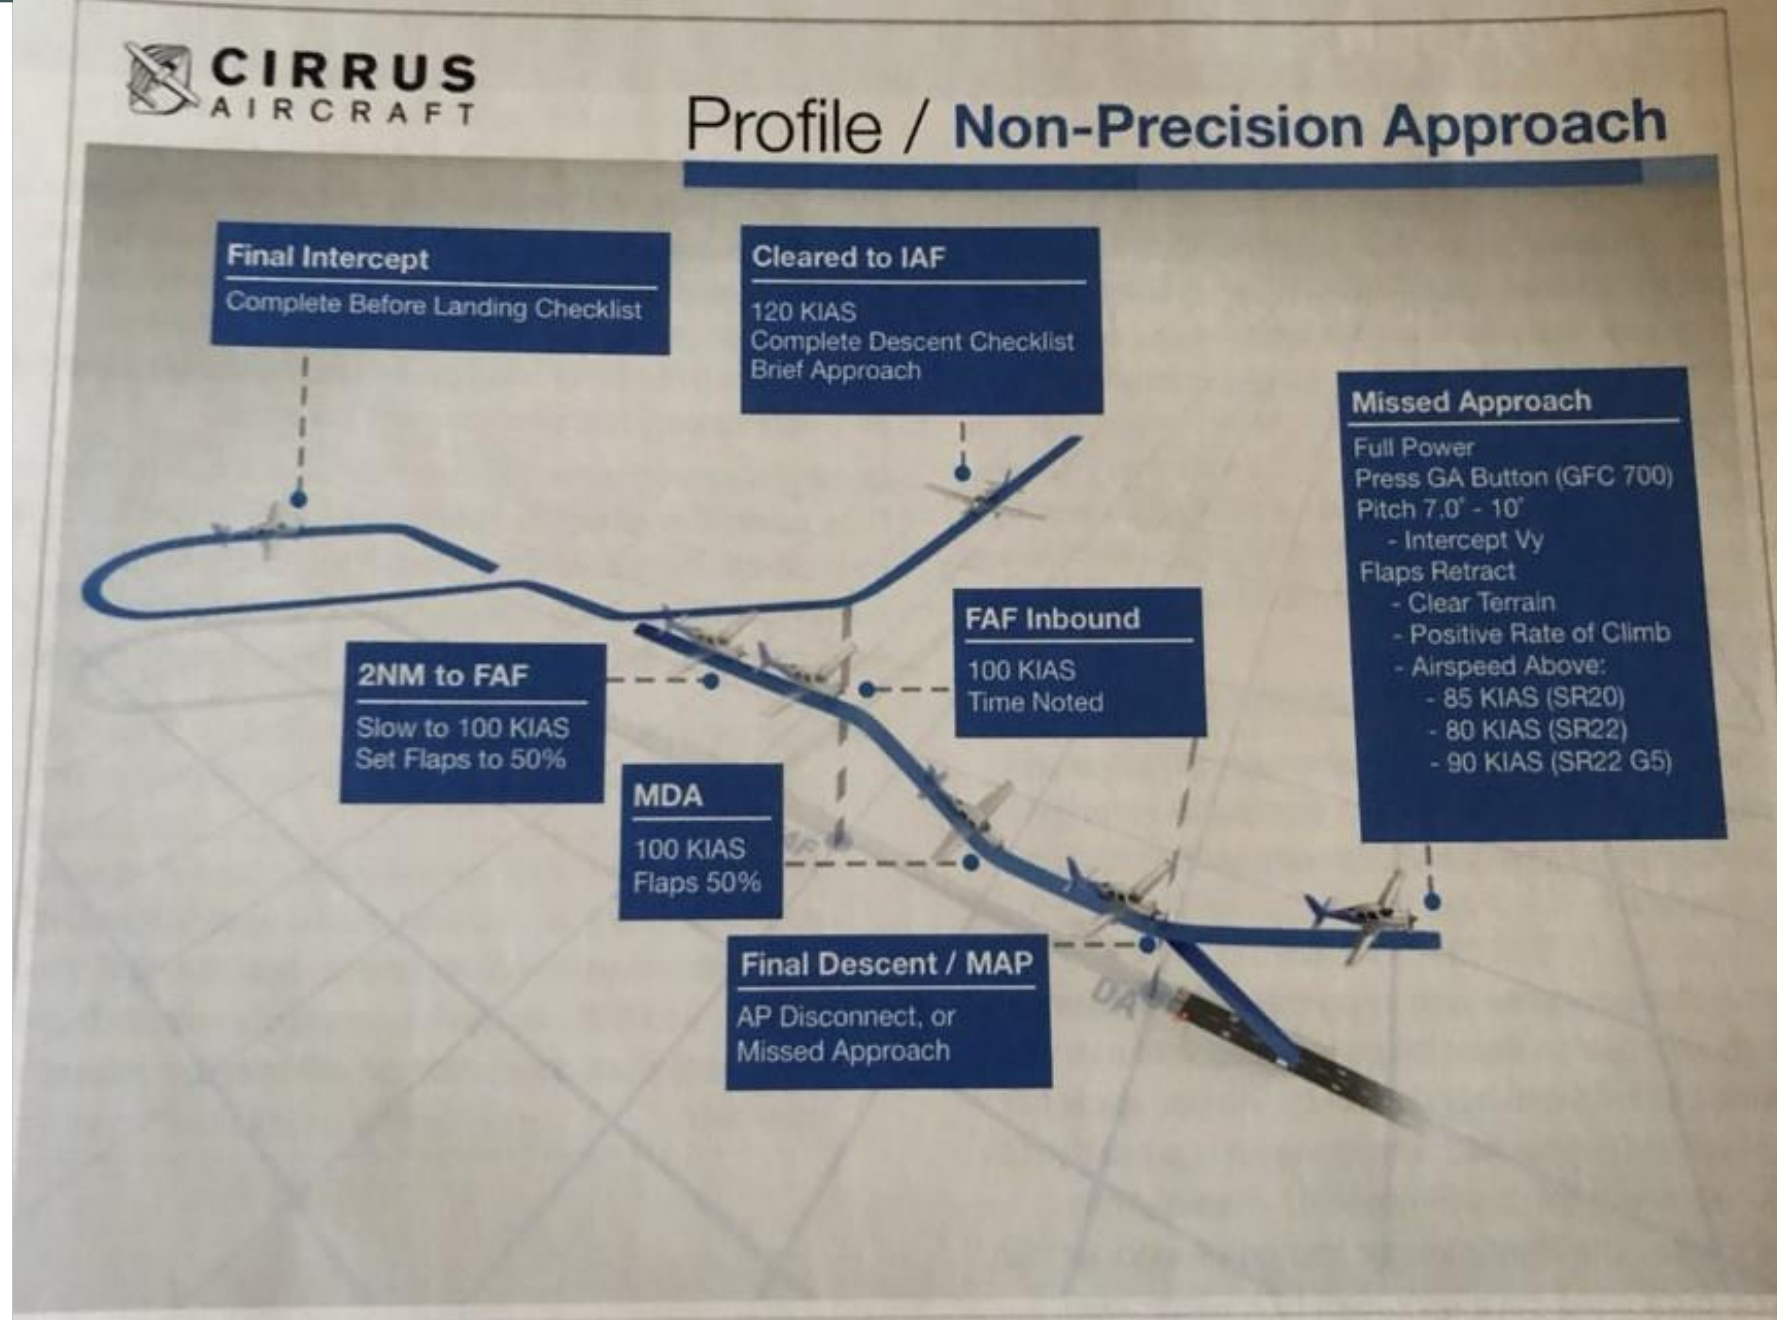 CIRRUS
AIRCRAFT
Profile / Non-Precision Approach
Final Intercept
Complete Before Landing Checklist
Cleared to IAF
120 KIAS
Complete Descent Checklist
Brief Approach
Missed Approach
Full Power
Press GA Button (GFC 700)
Pitch 7.0° - 10°
- Intercept Vy
Flaps Retract
- Clear Terrain
- Positive Rate of Climb
- Airspeed Above:
- 85 KIAS (SR20)
- 80 KIAS (SR22)
- 90 KIAS (SR22 G5)
FAF Inbound
100 KIAS
Time Noted
2NM to FAF
Slow to 100 KIAS
Set Flaps to 50%
MDA
100 KIAS
Flaps 50%
Final Descent / MAP
AP Disconnect, or
Missed Approach
DA